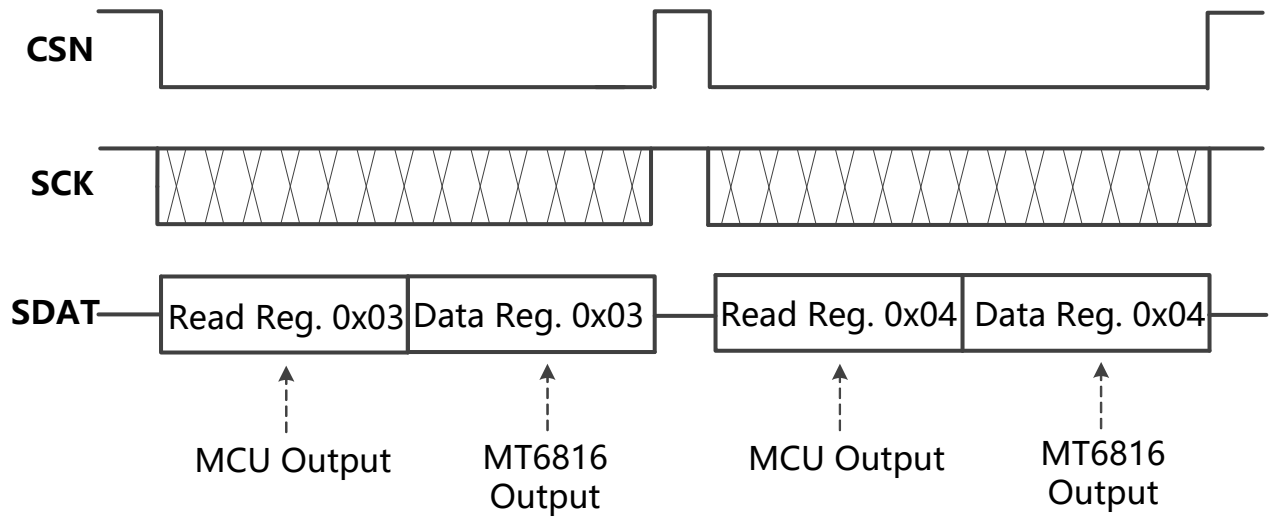 CSN
SCK
SDAT
Read Reg. 0x03
Data Reg. 0x03
Read Reg. 0x04
Data Reg. 0x04
MCU Output
MT6816
Output
MCU Output
MT6816
Output